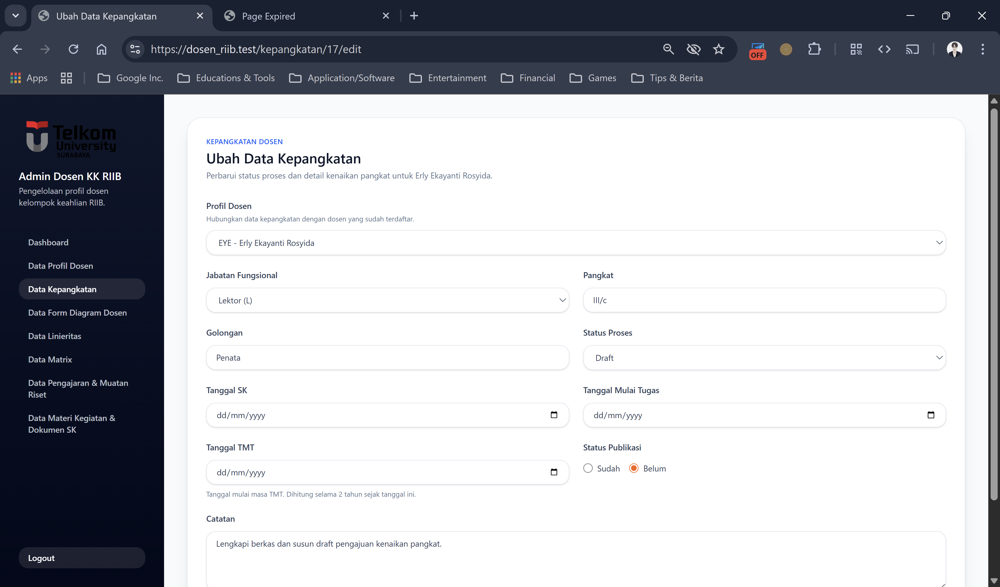 Ubah Data Kepangkatan
Page Expired
https://dosen_riib.test/kepangkatan/17/edit
OFF
Apps
Google Inc.
Educations & Tools
Application/Software
Entertainment
Financial
Games
Tips & Berita
Telkom
University
SURABAYA
Admin Dosen KK RIIB
Pengelolaan profil dosen
kelompok keahlian RIIB.
Dashboard
Data Profil Dosen
Data Kepangkatan
Data Form Diagram Dosen
Data Linieritas
Data Matrix
Data Pengajaran & Muatan
Riset
Data Materi Kegiatan &
Dokumen SK
Logout
KEPANGKATAN DOSEN
Ubah Data Kepangkatan
Perbarui status proses dan detail kenaikan pangkat untuk Erly Ekayanti Rosyida.
Profil Dosen
Hubungkan data kepangkatan dengan dosen yang sudah terdaftar.
EYE - Erly Ekayanti Rosyida
Jabatan Fungsional
Pangkat
Lektor (L)
III/c
Golongan
Status Proses
Penata
Draft
Tanggal SK
Tanggal Mulai Tugas
dd/mm/yyyy
dd/mm/yyyy
Tanggal TMT
Status Publikasi
dd/mm/yyyy
Sudah
Belum
Tanggal mulai masa TMT. Dihitung selama 2 tahun sejak tanggal ini.
Catatan
Lengkapi berkas dan susun draft pengajuan kenaikan pangkat.